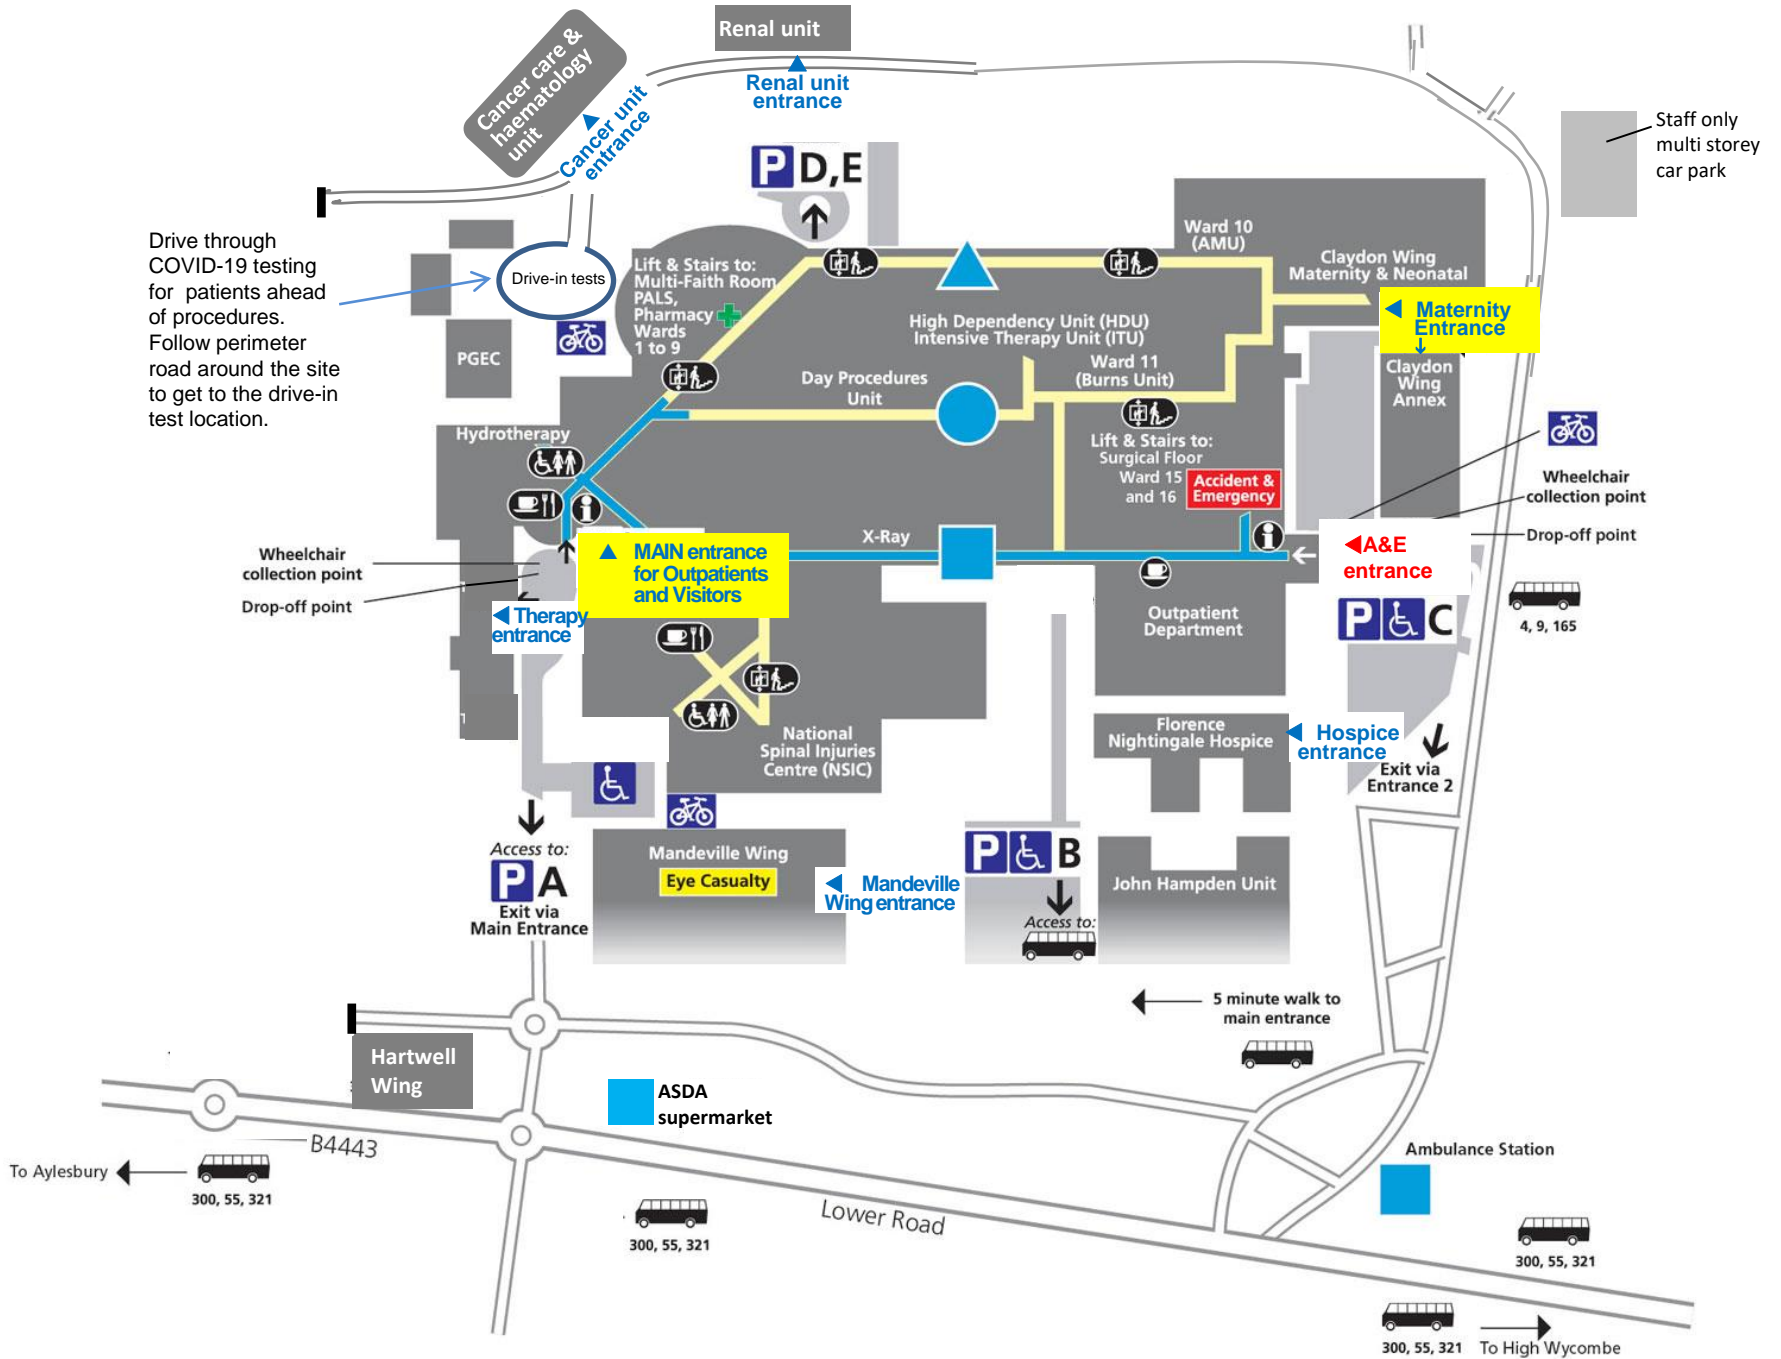 Renal unit
Renal unit
entrance
Cancer care &
haematology
unit
Cancer unit
entrance
Staff only
multi storey
car park
P D,E
Drive through
COVID-19 testing
for patients ahead
of procedures.
Follow perimeter
road around the site
to get to the drive-in
test location.
Drive-in tests
Lift & Stairs to:
Multi-Faith Room
PALS,
Pharmacy
Wards
1 to 9
PGEC
Ward 10
(AMU)
Claydon Wing
Maternity & Neonatal
Maternity
Entrance
Claydon
Wing
Annex
High Dependency Unit (HDU)
Intensive Therapy Unit (ITU)
Ward 11
(Burns Unit)
Day Procedures
Unit
Hydrotherapy
Lift & Stairs to:
Surgical Floor
Ward 15
and 16
Accident &
Emergency
Wheelchair
collection point
Drop-off point
X-Ray
A&E
entrance
Wheelchair
collection point
Drop-off point
MAIN entrance
for Outpatients
and Visitors
Therapy
entrance
Outpatient
Department
P C
4, 9, 165
National
Spinal Injuries
Centre (NSIC)
Florence
Nightingale Hospice
Hospice
entrance
Exit via
Entrance 2
Access to:
P A
Exit via
Main Entrance
Mandeville Wing
Eye Casualty
Mandeville
Wing entrance
P B
Access to:
John Hampden Unit
5 minute walk to
main entrance
Hartwell
Wing
ASDA
supermarket
B4443
To Aylesbury
300, 55, 321
300, 55, 321
Lower Road
Ambulance Station
300, 55, 321
300, 55, 321
To High Wycombe